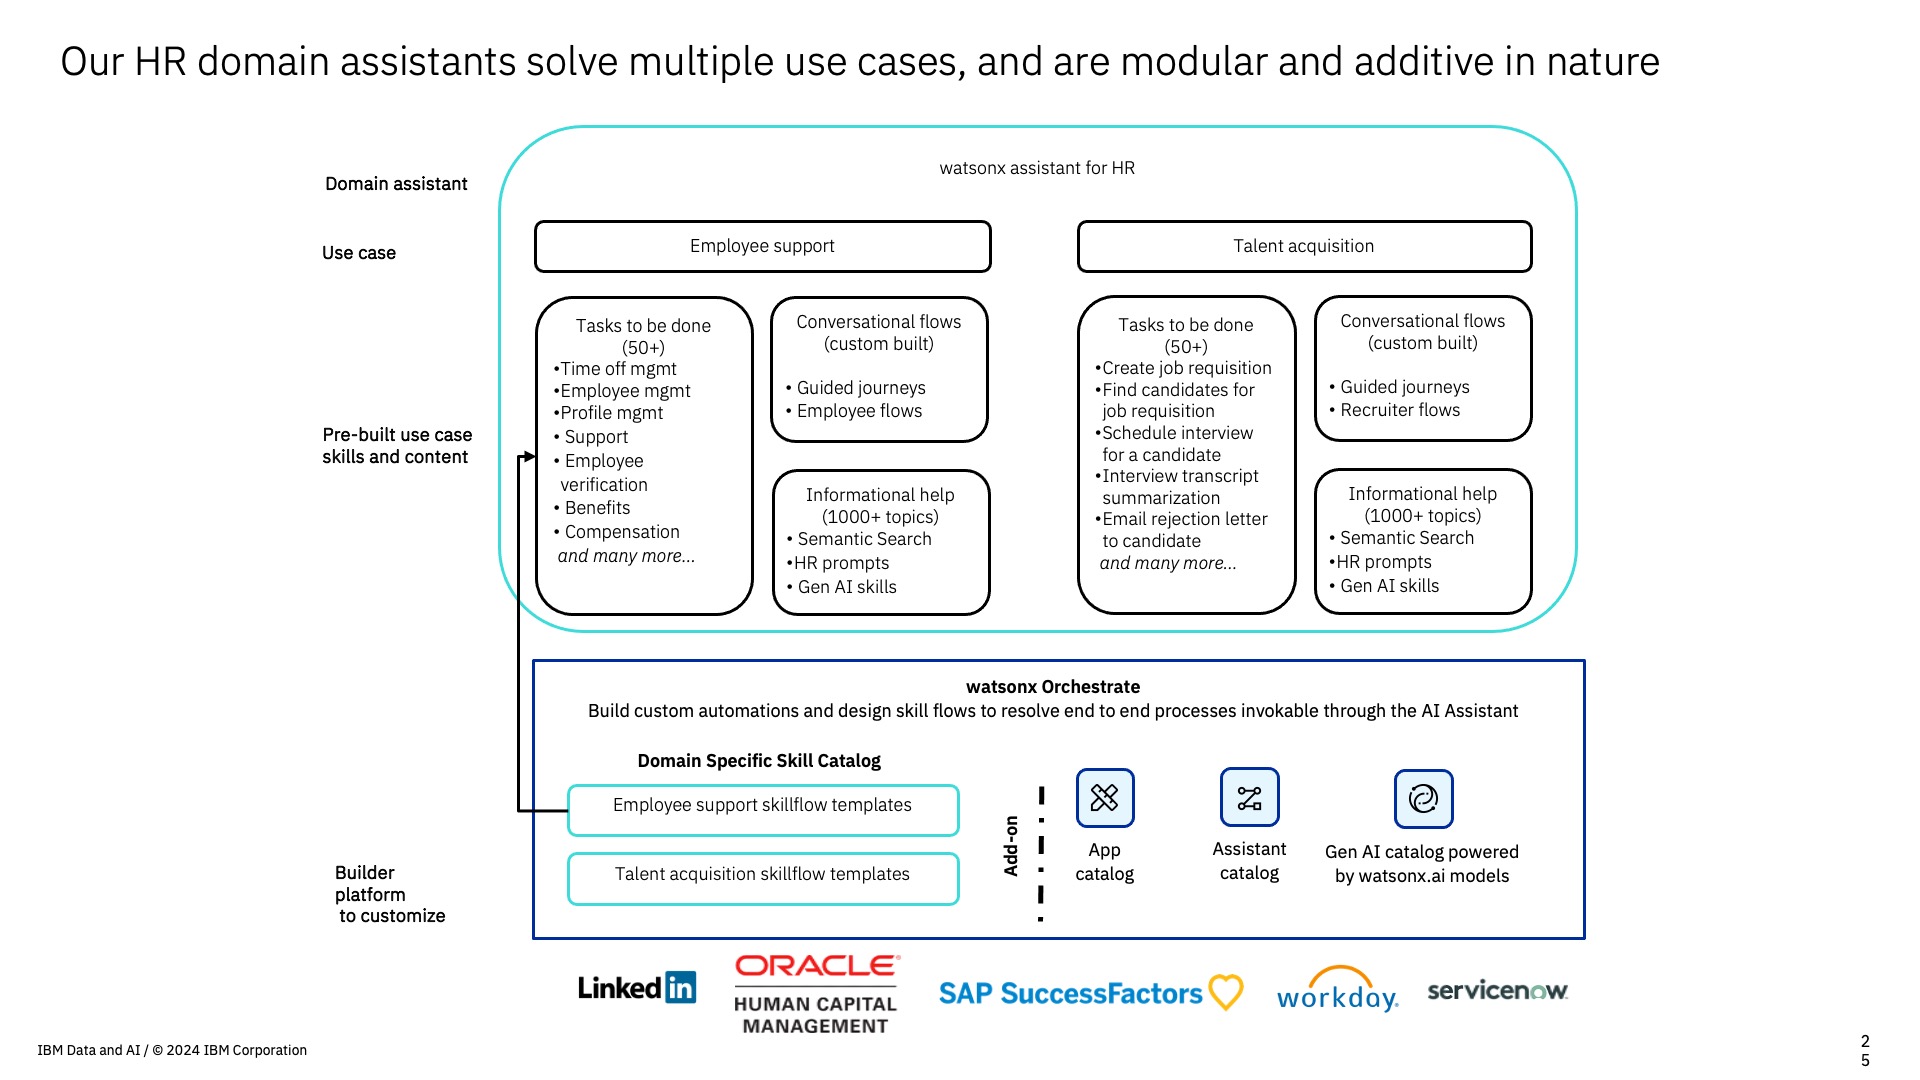 Our HR domain assistants solve multiple use cases, and are modular and additive in nature
Domain assistant
watsonx assistant for HR
Use case
Employee support
Talent acquisition
Pre-built use case
skills and content
Tasks to be done
(50+)
•Time off mgmt
•Employee mgmt
•Profile mgmt
• Support
• Employee
verification
• Benefits
• Compensation
and many more...
Conversational flows
(custom built)
• Guided journeys
• Employee flows
Informational help
(1000+ topics)
• Semantic Search
•HR prompts
• Gen AI skills
Tasks to be done
(50+)
•Create job requisition
•Find candidates for
job requisition
•Schedule interview
for a candidate
•Interview transcript
summarization
•Email rejection letter
to candidate
and many more...
Conversational flows
(custom built)
• Guided journeys
• Recruiter flows
Informational help
(1000+ topics)
• Semantic Search
•HR prompts
• Gen AI skills
watsonx Orchestrate
Build custom automations and design skill flows to resolve end to end processes invokable through the AI Assistant
Domain Specific Skill Catalog
Employee support skillflow templates
Talent acquisition skillflow templates
Add-on
App
catalog
Assistant
catalog
Gen AI catalog powered
by watsonx.ai models
Builder
platform
to customize
Linked in
ORACLE®
HUMAN CAPITAL
MANAGEMENT
SAP SuccessFactors
workday.
servicenow.
IBM Data and AI / © 2024 IBM Corporation
2
5